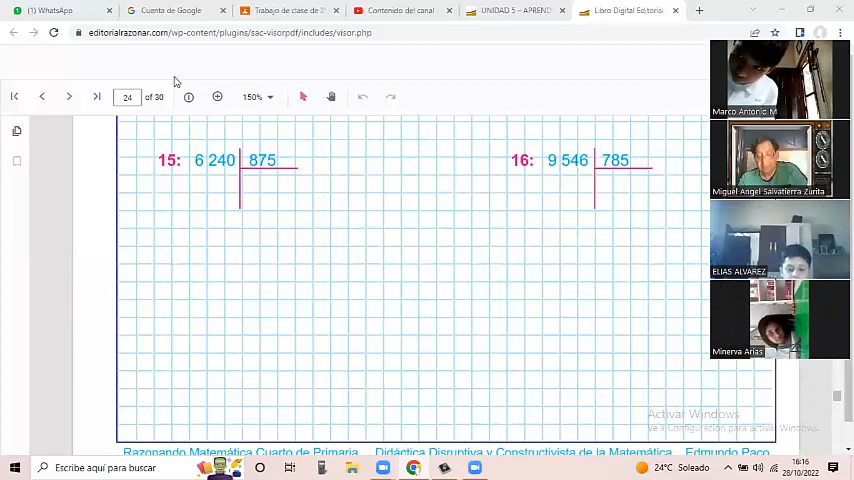 (1) WhatsApp
Cuenta de Google
Trabajo de clase de 2
Contenido del canal
UNIDAD 5 – APREND
Libro Digital Editorial
editorialrazonar.com/wp-content/plugins/sac-visorpdf/includes/visor.php
24 of 30
150%
15: 6 240 875
16: 9 546 785
Marco Antonio M
Miguel Angel Salvatierra Zurita
ELIAS ALVAREZ
Minerva Arias
Activar Windows
Ve a Configuración para activar Windows.
Razonando Matemática Cuarto de Primaria Didáctica Disruptiva y Constructivista de la Matemática Edmundo Paco
Escribe aquí para buscar
24°C Soleado
16:16
28/10/2022